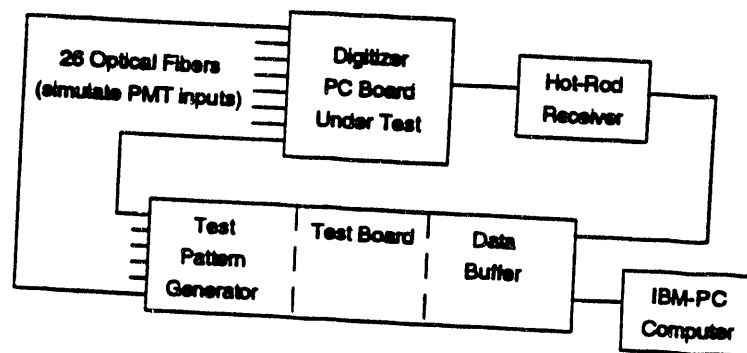 26 Optical Fibers
(simulate PMT inputs)
Digitizer
PC Board
Under Test
Hot-Rod
Receiver
Test
Pattern
Generator
Test Board
Data
Buffer
IBM-PC
Computer